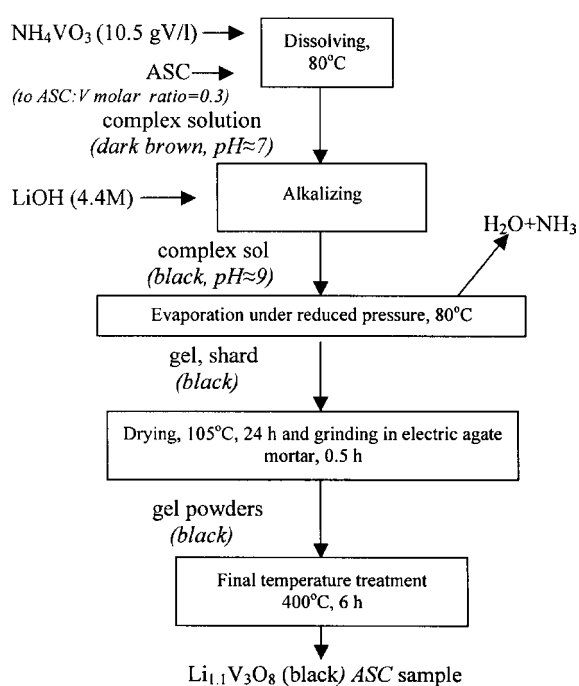 NH₄VO₃ (10.5 gV/l)
Dissolving,
80°C
ASC
(to ASC:V molar ratio=0.3)
complex solution
(dark brown, pH≈7)
LiOH (4.4M)
Alkalizing
H₂O+NH₃
complex sol
(black, pH≈9)
Evaporation under reduced pressure, 80°C
gel, shard
(black)
Drying, 105°C, 24 h and grinding in electric agate
mortar, 0.5 h
gel powders
(black)
Final temperature treatment
400°C, 6 h
Li₁.₁V₃O₈ (black) ASC sample